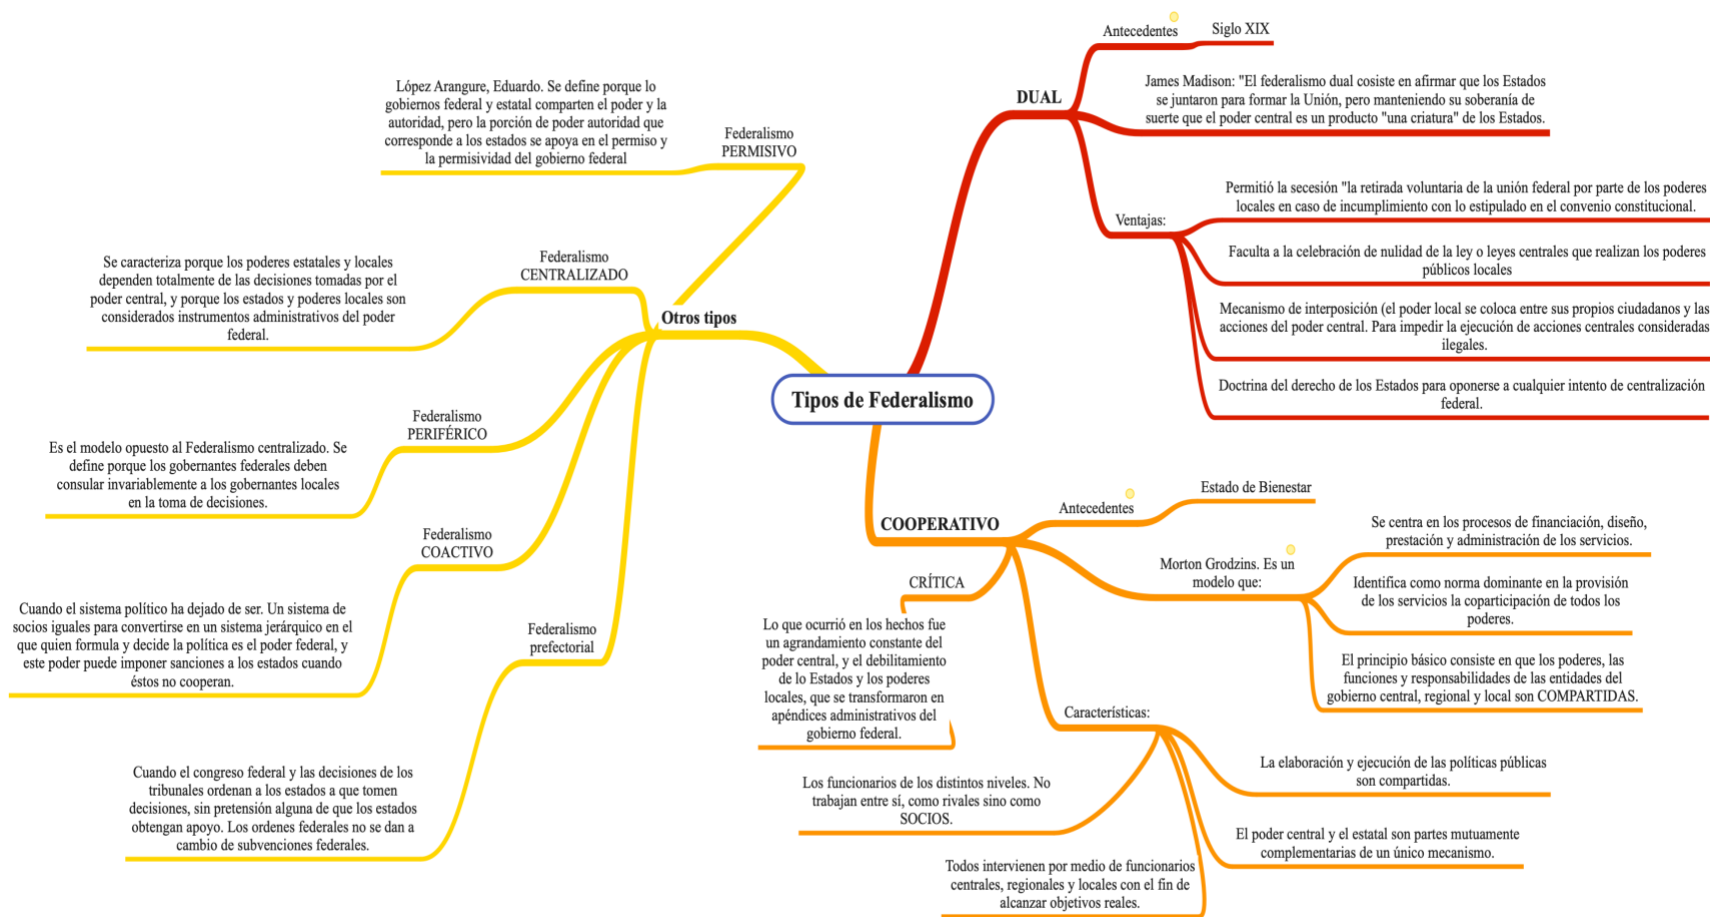 Tipos de Federalismo
DUAL
Antecedentes
Siglo XIX
James Madison: "El federalismo dual cosiste en afirmar que los Estados
se juntaron para formar la Unión, pero manteniendo su soberanía de
suerte que el poder central es un producto "una criatura" de los Estados.
Ventajas:
Permitió la secesión "la retirada voluntaria de la unión federal por parte de los poderes
locales en caso de incumplimiento con lo estipulado en el convenio constitucional.
Faculta a la celebración de nulidad de la ley o leyes centrales que realizan los poderes
públicos locales
Mecanismo de interposición (el poder local se coloca entre sus propios ciudadanos y las
acciones del poder central. Para impedir la ejecución de acciones centrales consideradas
ilegales.
Doctrina del derecho de los Estados para oponerse a cualquier intento de centralización
federal.
COOPERATIVO
Antecedentes
Estado de Bienestar
Morton Grodzins. Es un
modelo que:
Se centra en los procesos de financiación, diseño,
prestación y administración de los servicios.
Identifica como norma dominante en la provisión
de los servicios la coparticipación de todos los
poderes.
El principio básico consiste en que los poderes, las
funciones y responsabilidades de las entidades del
gobierno central, regional y local son COMPARTIDAS.
Características:
La elaboración y ejecución de las políticas públicas
son compartidas.
El poder central y el estatal son partes mutuamente
complementarias de un único mecanismo.
Todos intervienen por medio de funcionarios
centrales, regionales y locales con el fin de
alcanzar objetivos reales.
Los funcionarios de los distintos niveles. No
trabajan entre sí, como rivales sino como
SOCIOS.
CRÍTICA
Lo que ocurrió en los hechos fue
un agrandamiento constante del
poder central, y el debilitamiento
de lo Estados y los poderes
locales, que se transformaron en
apéndices administrativos del
gobierno federal.
Otros tipos
Federalismo
PERMISIVO
López Arangure, Eduardo. Se define porque lo
gobiernos federal y estatal comparten el poder y la
autoridad, pero la porción de poder autoridad que
corresponde a los estados se apoya en el permiso y
la permisividad del gobierno federal
Federalismo
CENTRALIZADO
Se caracteriza porque los poderes estatales y locales
dependen totalmente de las decisiones tomadas por el
poder central, y porque los estados y poderes locales son
considerados instrumentos administrativos del poder
federal.
Federalismo
PERIFÉRICO
Es el modelo opuesto al Federalismo centralizado. Se
define porque los gobernantes federales deben
consular invariablemente a los gobernantes locales
en la toma de decisiones.
Federalismo
COACTIVO
Cuando el sistema político ha dejado de ser. Un sistema de
socios iguales para convertirse en un sistema jerárquico en el
que quien formula y decide la política es el poder federal, y
este poder puede imponer sanciones a los estados cuando
éstos no cooperan.
Federalismo
prefectorial
Cuando el congreso federal y las decisiones de los
tribunales ordenan a los estados a que tomen
decisiones, sin pretensión alguna de que los estados
obtengan apoyo. Los ordenes federales no se dan a
cambio de subvenciones federales.